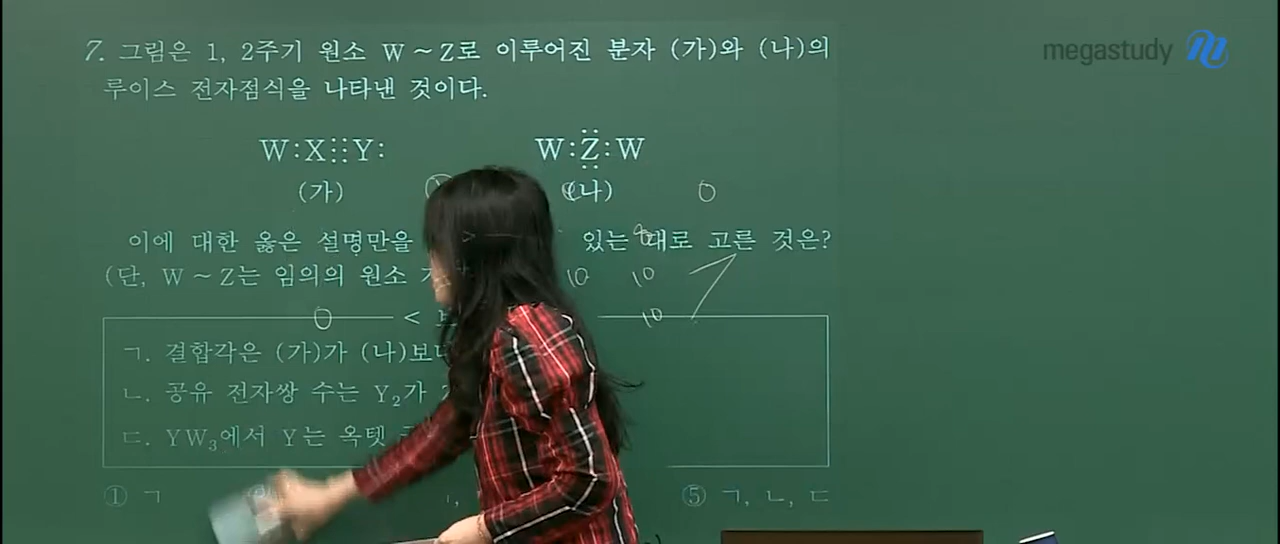 megastudy
7. 그림은 1, 2주기 원소 W ~ Z로 이루어진 분자 (가)와 (나)의
루이스 전자점식을 나타낸 것이다.
W:X:::Y: W:Z:W
(가) (나)
이에 대한 옳은 설명만을 있는 대로 고른 것은?
(단, W ~ Z는 임의의 원소
ㄱ. 결합각은 (가)가 (나)보다
ㄴ. 공유 전자쌍 수는 Y₂가
ㄷ. YW₃에서 Y는 옥텟
① ㄱ ⑤ ㄱ, ㄴ, ㄷ